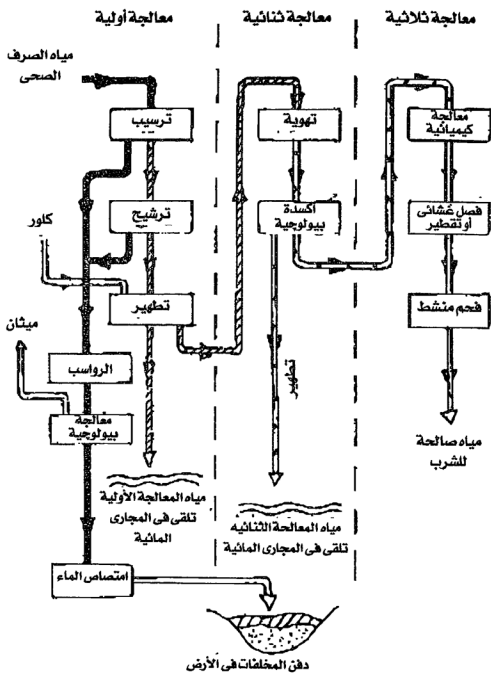 معالجة أولية
معالجة ثنائية
معالجة ثلاثية
مياه الصرف
الصحى
ترسيب
ترشيح
كلور
تطهير
ميثان
الرواسب
معالجة
بيولوجية
مياه المعالجة الأولية
تلقى فى المجارى
المائية
امتصاص الماء
تهوية
أكسدة
بيولوجية
تطهير
مياه المعالجة الثنائيه
تلقى فى المجارى المائية
معالجة
كيميائية
فصل غشائى
أو تقطير
فحم منشط
مياه صالحة
للشرب
دفن المخلفات فى الأرض